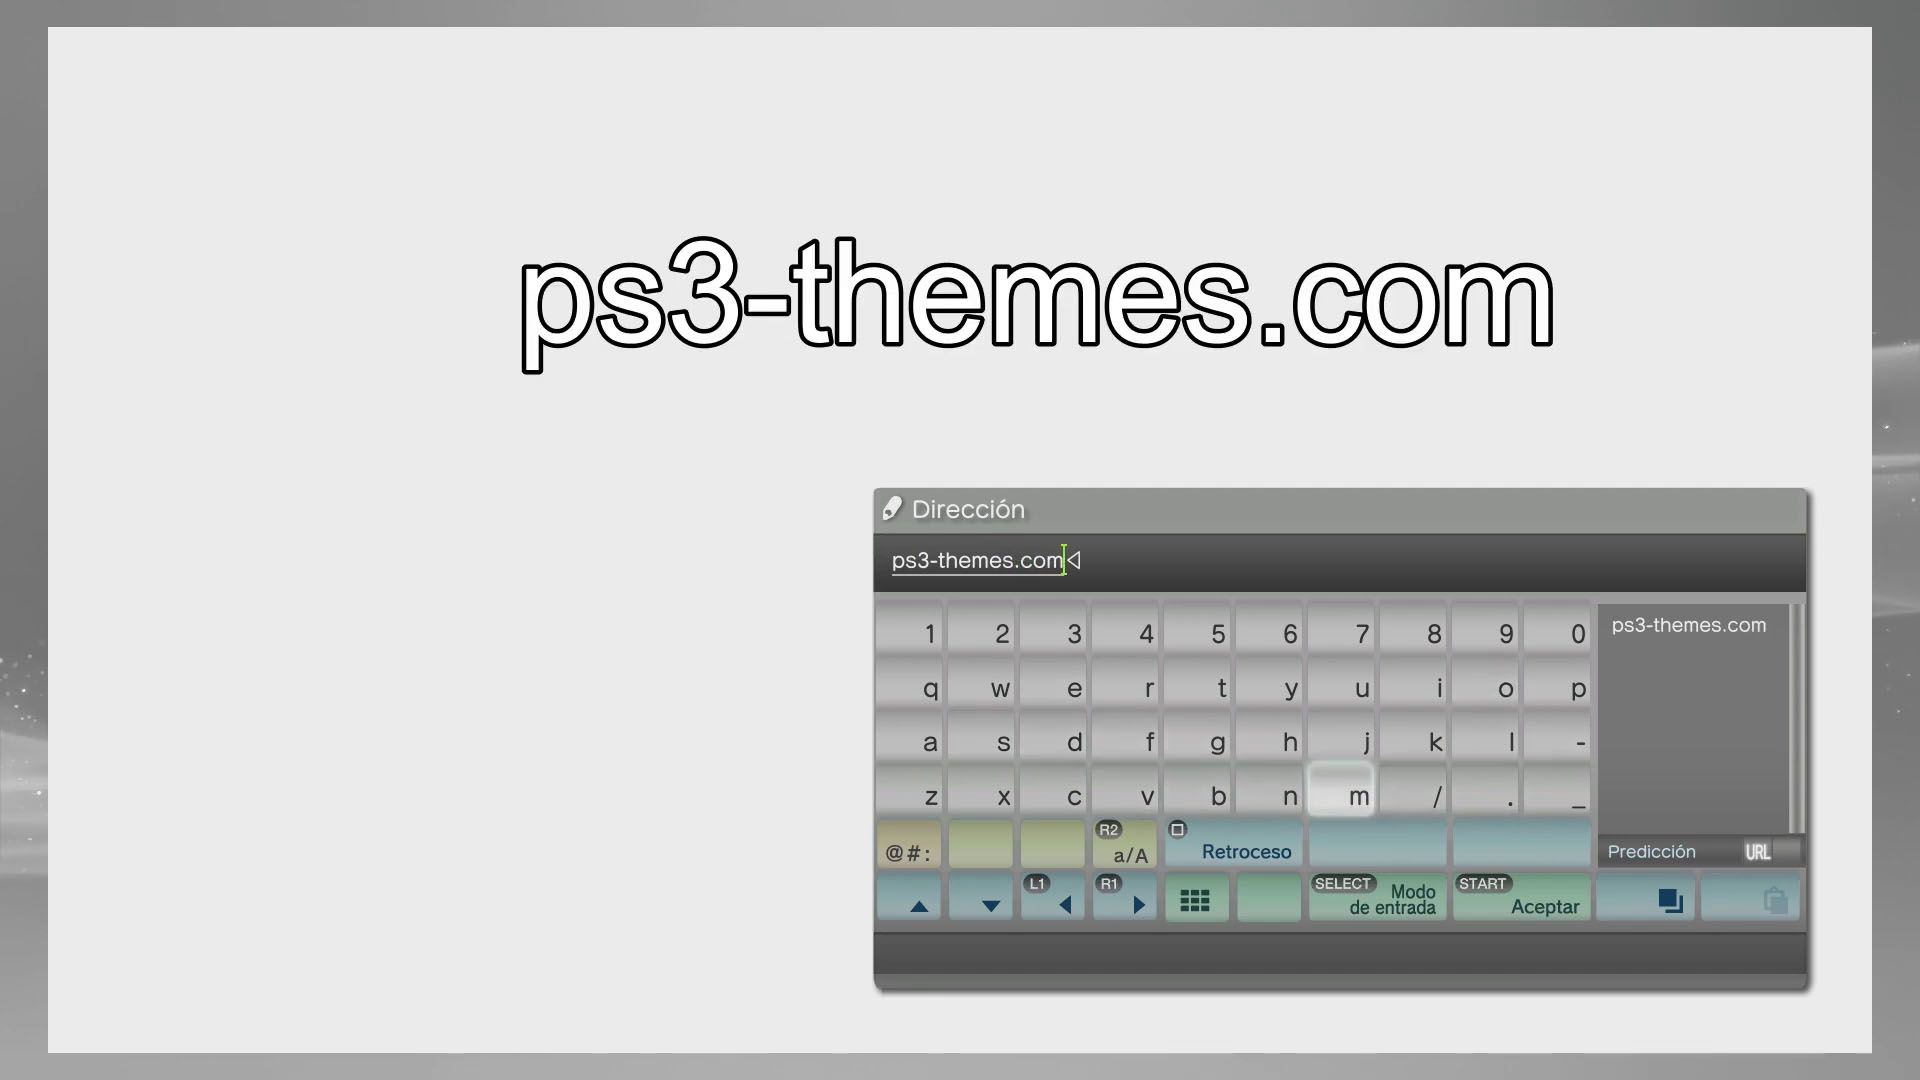 ps3-themes.com
Dirección
ps3-themes.com
1 2 3 4 5 6 7 8 9 0
ps3-themes.com
q w e r t y u i o p
a s d f g h j k l -
z x c v b n m / . _
@#: R2 a/A Retroceso
Predicción URL
L1 R1 SELECT Modo de entrada START Aceptar